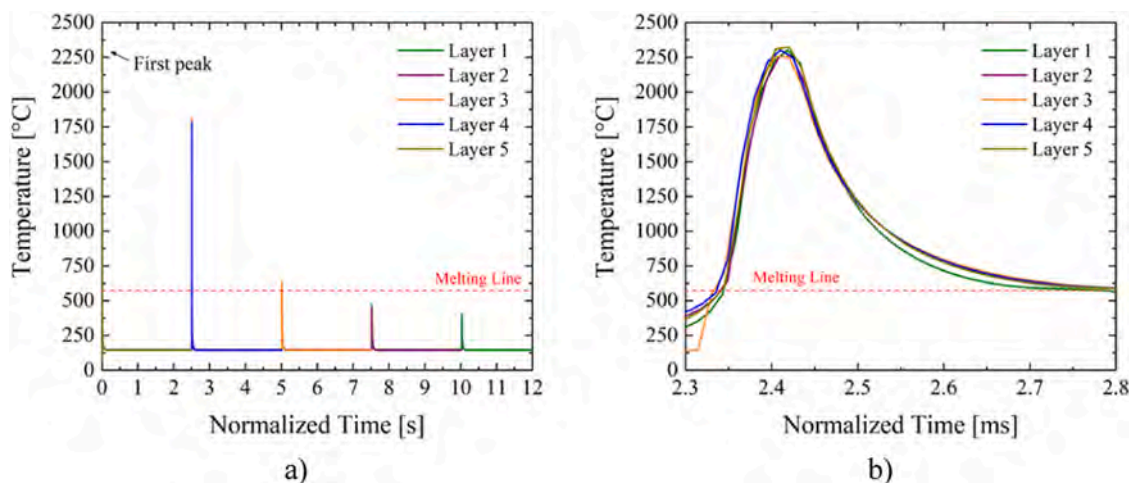 2500
2250
2000
1750
1500
1250
1000
750
500
250
0
Temperature [°C]
First peak
Layer 1
Layer 2
Layer 3
Layer 4
Layer 5
Melting Line
0 1 2 3 4 5 6 7 8 9 10 11 12
Normalized Time [s]
a)
2500
2250
2000
1750
1500
1250
1000
750
500
250
0
Temperature [°C]
Layer 1
Layer 2
Layer 3
Layer 4
Layer 5
Melting Line
2.3 2.4 2.5 2.6 2.7 2.8
Normalized Time [ms]
b)